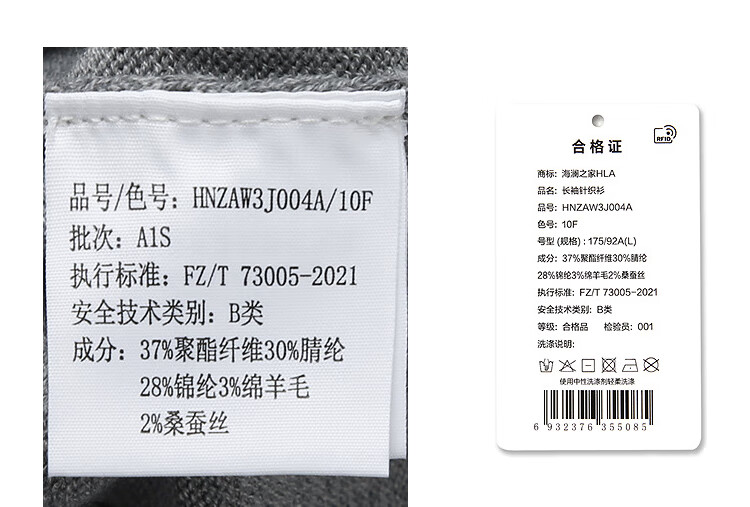 品号/色号: HNZAW3J004A/10F
批次: A1S
执行标准: FZ/T 73005-2021
安全技术类别: B类
成分: 37%聚酯纤维30%腈纶
28%锦纶3%绵羊毛
2%桑蚕丝
RFID
合格证
商标: 海澜之家HLA
品名: 长袖针织衫
品号: HNZAW3J004A
色号: 10F
号型 (规格) : 175/92A(L)
成分: 37%聚酯纤维30%腈纶
28%锦纶3%绵羊毛2%桑蚕丝
执行标准: FZ/T 73005-2021
安全技术类别: B类
等级: 合格品 检验员: 001
洗涤说明:
使用中性洗涤剂轻柔洗涤
6 932376 355085